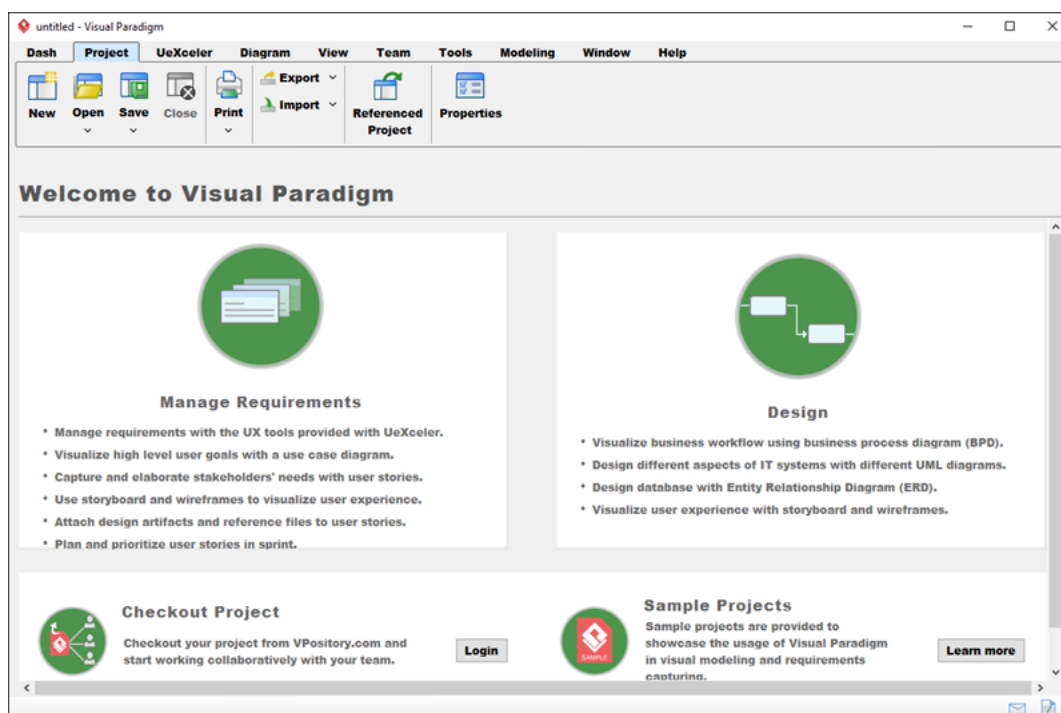 untitled - Visual Paradigm
Dash Project UeXceler Diagram View Team Tools Modeling Window Help
New Open Save Close Print Export Import Referenced Project Properties
Welcome to Visual Paradigm
Manage Requirements
• Manage requirements with the UX tools provided with UeXceler.
• Visualize high level user goals with a use case diagram.
• Capture and elaborate stakeholders' needs with user stories.
• Use storyboard and wireframes to visualize user experience.
• Attach design artifacts and reference files to user stories.
• Plan and prioritize user stories in sprint.
Design
• Visualize business workflow using business process diagram (BPD).
• Design different aspects of IT systems with different UML diagrams.
• Design database with Entity Relationship Diagram (ERD).
• Visualize user experience with storyboard and wireframes.
Checkout Project
Checkout your project from VPository.com and
start working collaboratively with your team.
Login
SAMPLE
Sample Projects
Sample projects are provided to
showcase the usage of Visual Paradigm
in visual modeling and requirements
capturing.
Learn more